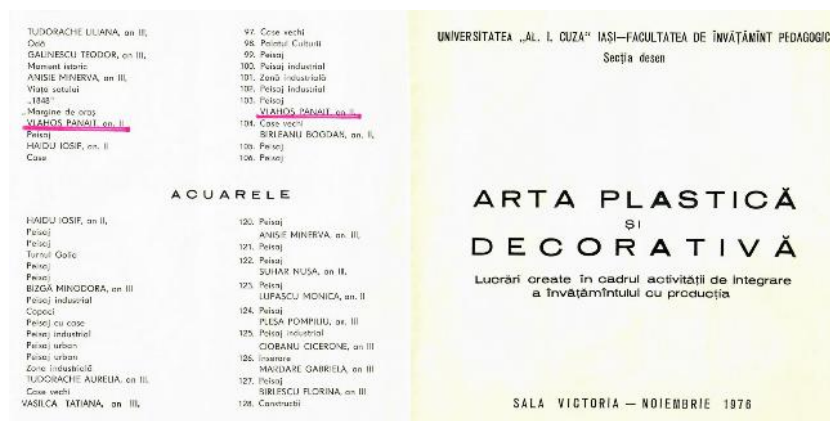 TUDORACHE LILIANA, an III,
Odă
GALINESCU TEODOR, an III,
Moment istoric
ANISIE MINERVA, an III,
Viața satului
„1848"
„Margine de oraș
VLAHOS PANAIT, an. II
Peisaj
HAIDU IOSIF, an. II
Case
97. Case vechi
98. Palatul Culturii
99. Peisaj
100. Peisaj industrial
101. Zonă industrială
102. Peisaj industrial
103. Peisaj
VLAHOS PANAIT, an II,
104. Case vechi
BIRLEANU BOGDAN, an. II,
105. Peisaj
106. Peisaj
ACUARELE
HAIDU IOSIF, an II,
Peisaj
Peisaj
Turnul Golia
Peisaj
Peisaj
BIZGĂ MINODORA, an III
Peisaj industrial
Copaci
Peisaj cu case
Peisaj industrial
Peisaj urban
Peisaj urban
Zone industrială
TUDORACHE AURELIA, an III,
Case vechi
VASILCA TATIANA, an III,
120. Peisaj
ANISIE MINERVA, an. III,
121. Peisaj
122. Peisaj
SUHAR NUȘA, an III,
123. Peisaj
LUPAȘCU MONICA, an. II
124. Peisaj
PLEȘA POMPILIU, an. III
125. Peisaj industrial
CIOBANU CICERONE, an III
126. Inserare
MARDARE GABRIELA, an III
127. Peisaj
BIRLESCU FLORINA, an III
128. Constructii
UNIVERSITATEA „AL. I. CUZA" IAȘI—FACULTATEA DE ÎNVĂȚĂMÎNT PEDAGOGIC
Secția desen
ARTA PLASTICĂ
ȘI
DECORATIVĂ
Lucrări create în cadrul activității de integrare
a învățămîntului cu producția
SALA VICTORIA — NOIEMBRIE 1976